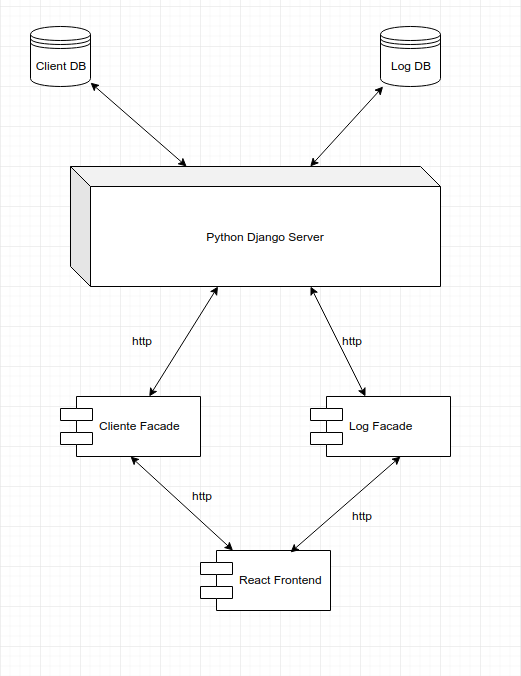 Client DB
Log DB
Python Django Server
http
http
Cliente Facade
Log Facade
http
http
React Frontend